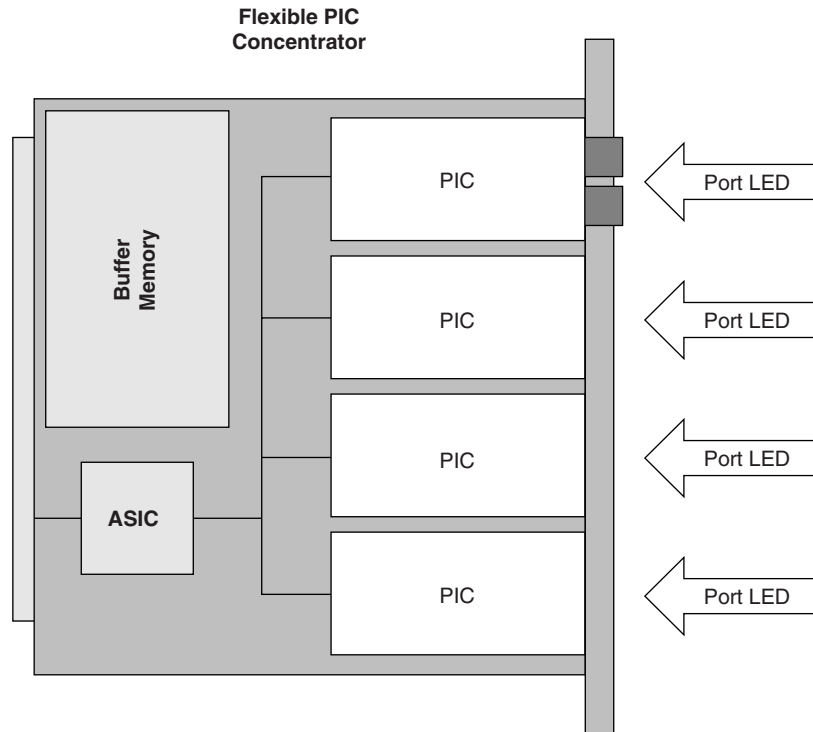 Flexible PIC
Concentrator
Buffer
Memory
ASIC
PIC
PIC
PIC
PIC
Port LED
Port LED
Port LED
Port LED